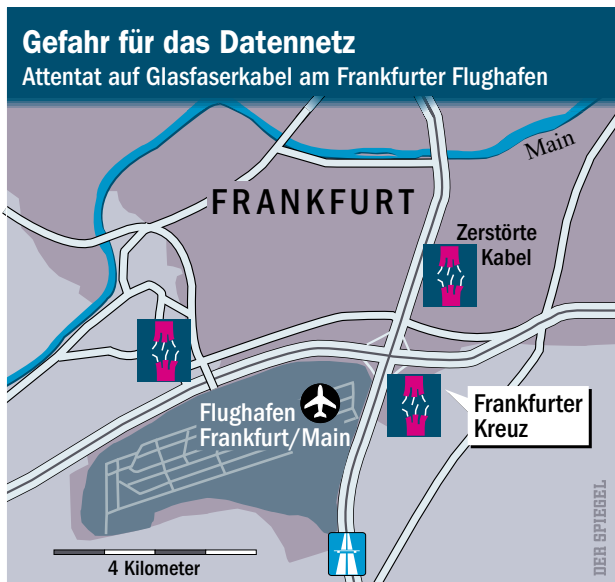 Gefahr für das Datennetz
Attentat auf Glasfaserkabel am Frankfurter Flughafen
Main
FRANKFURT
Zerstörte
Kabel
Flughafen
Frankfurt/Main
Frankfurter
Kreuz
4 Kilometer
DER SPIEGEL